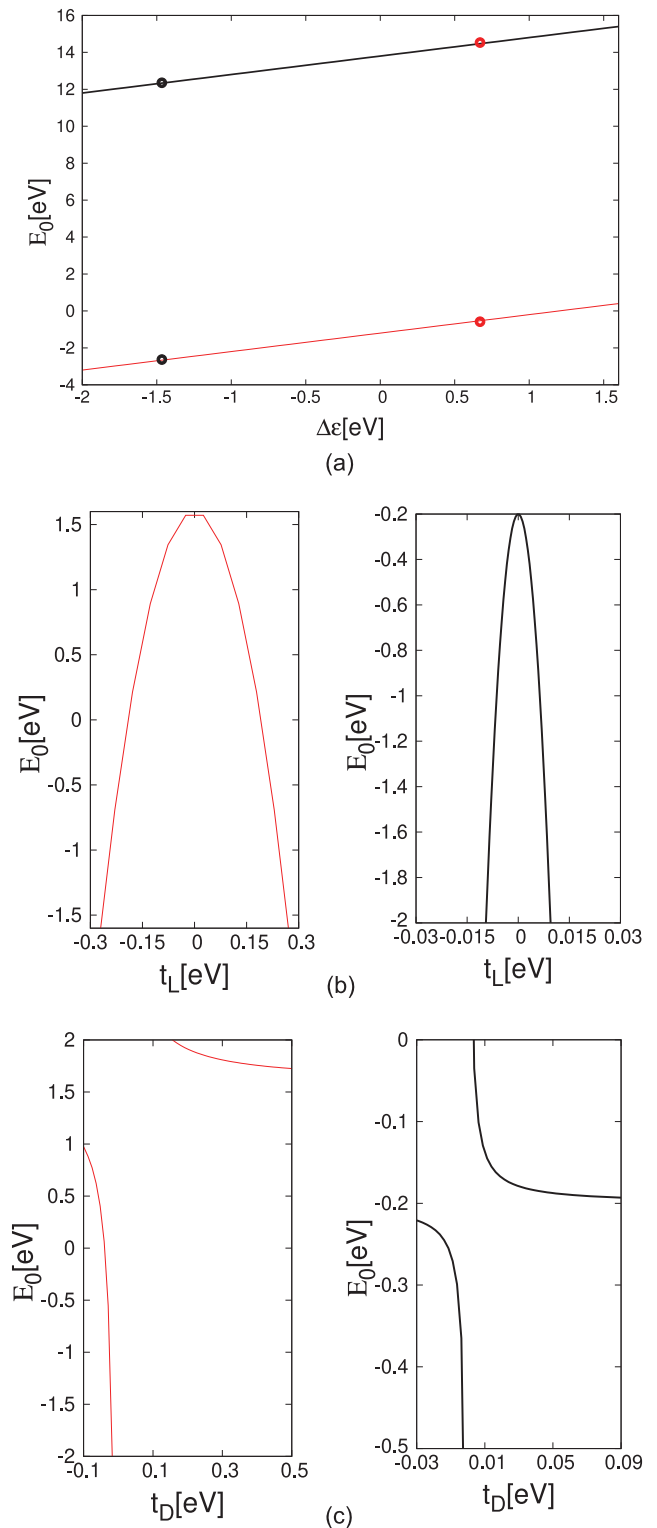 16
14
12
10
8
6
4
2
0
-2
-4
E0[eV]
-2 -1.5 -1 -0.5 0 0.5 1 1.5
Δε[eV]
(a)
1.5
1
0.5
0
-0.5
-1
-1.5
E0[eV]
-0.3 -0.15 0 0.15 0.3
tL[eV]
-0.2
-0.4
-0.6
-0.8
-1
-1.2
-1.4
-1.6
-1.8
-2
E0[eV]
-0.03 -0.015 0 0.015 0.03
tL[eV]
(b)
2
1.5
1
0.5
0
-0.5
-1
-1.5
-2
E0[eV]
-0.1 0.1 0.3 0.5
tD[eV]
0
-0.1
-0.2
-0.3
-0.4
-0.5
E0[eV]
-0.03 0.01 0.05 0.09
tD[eV]
(c)